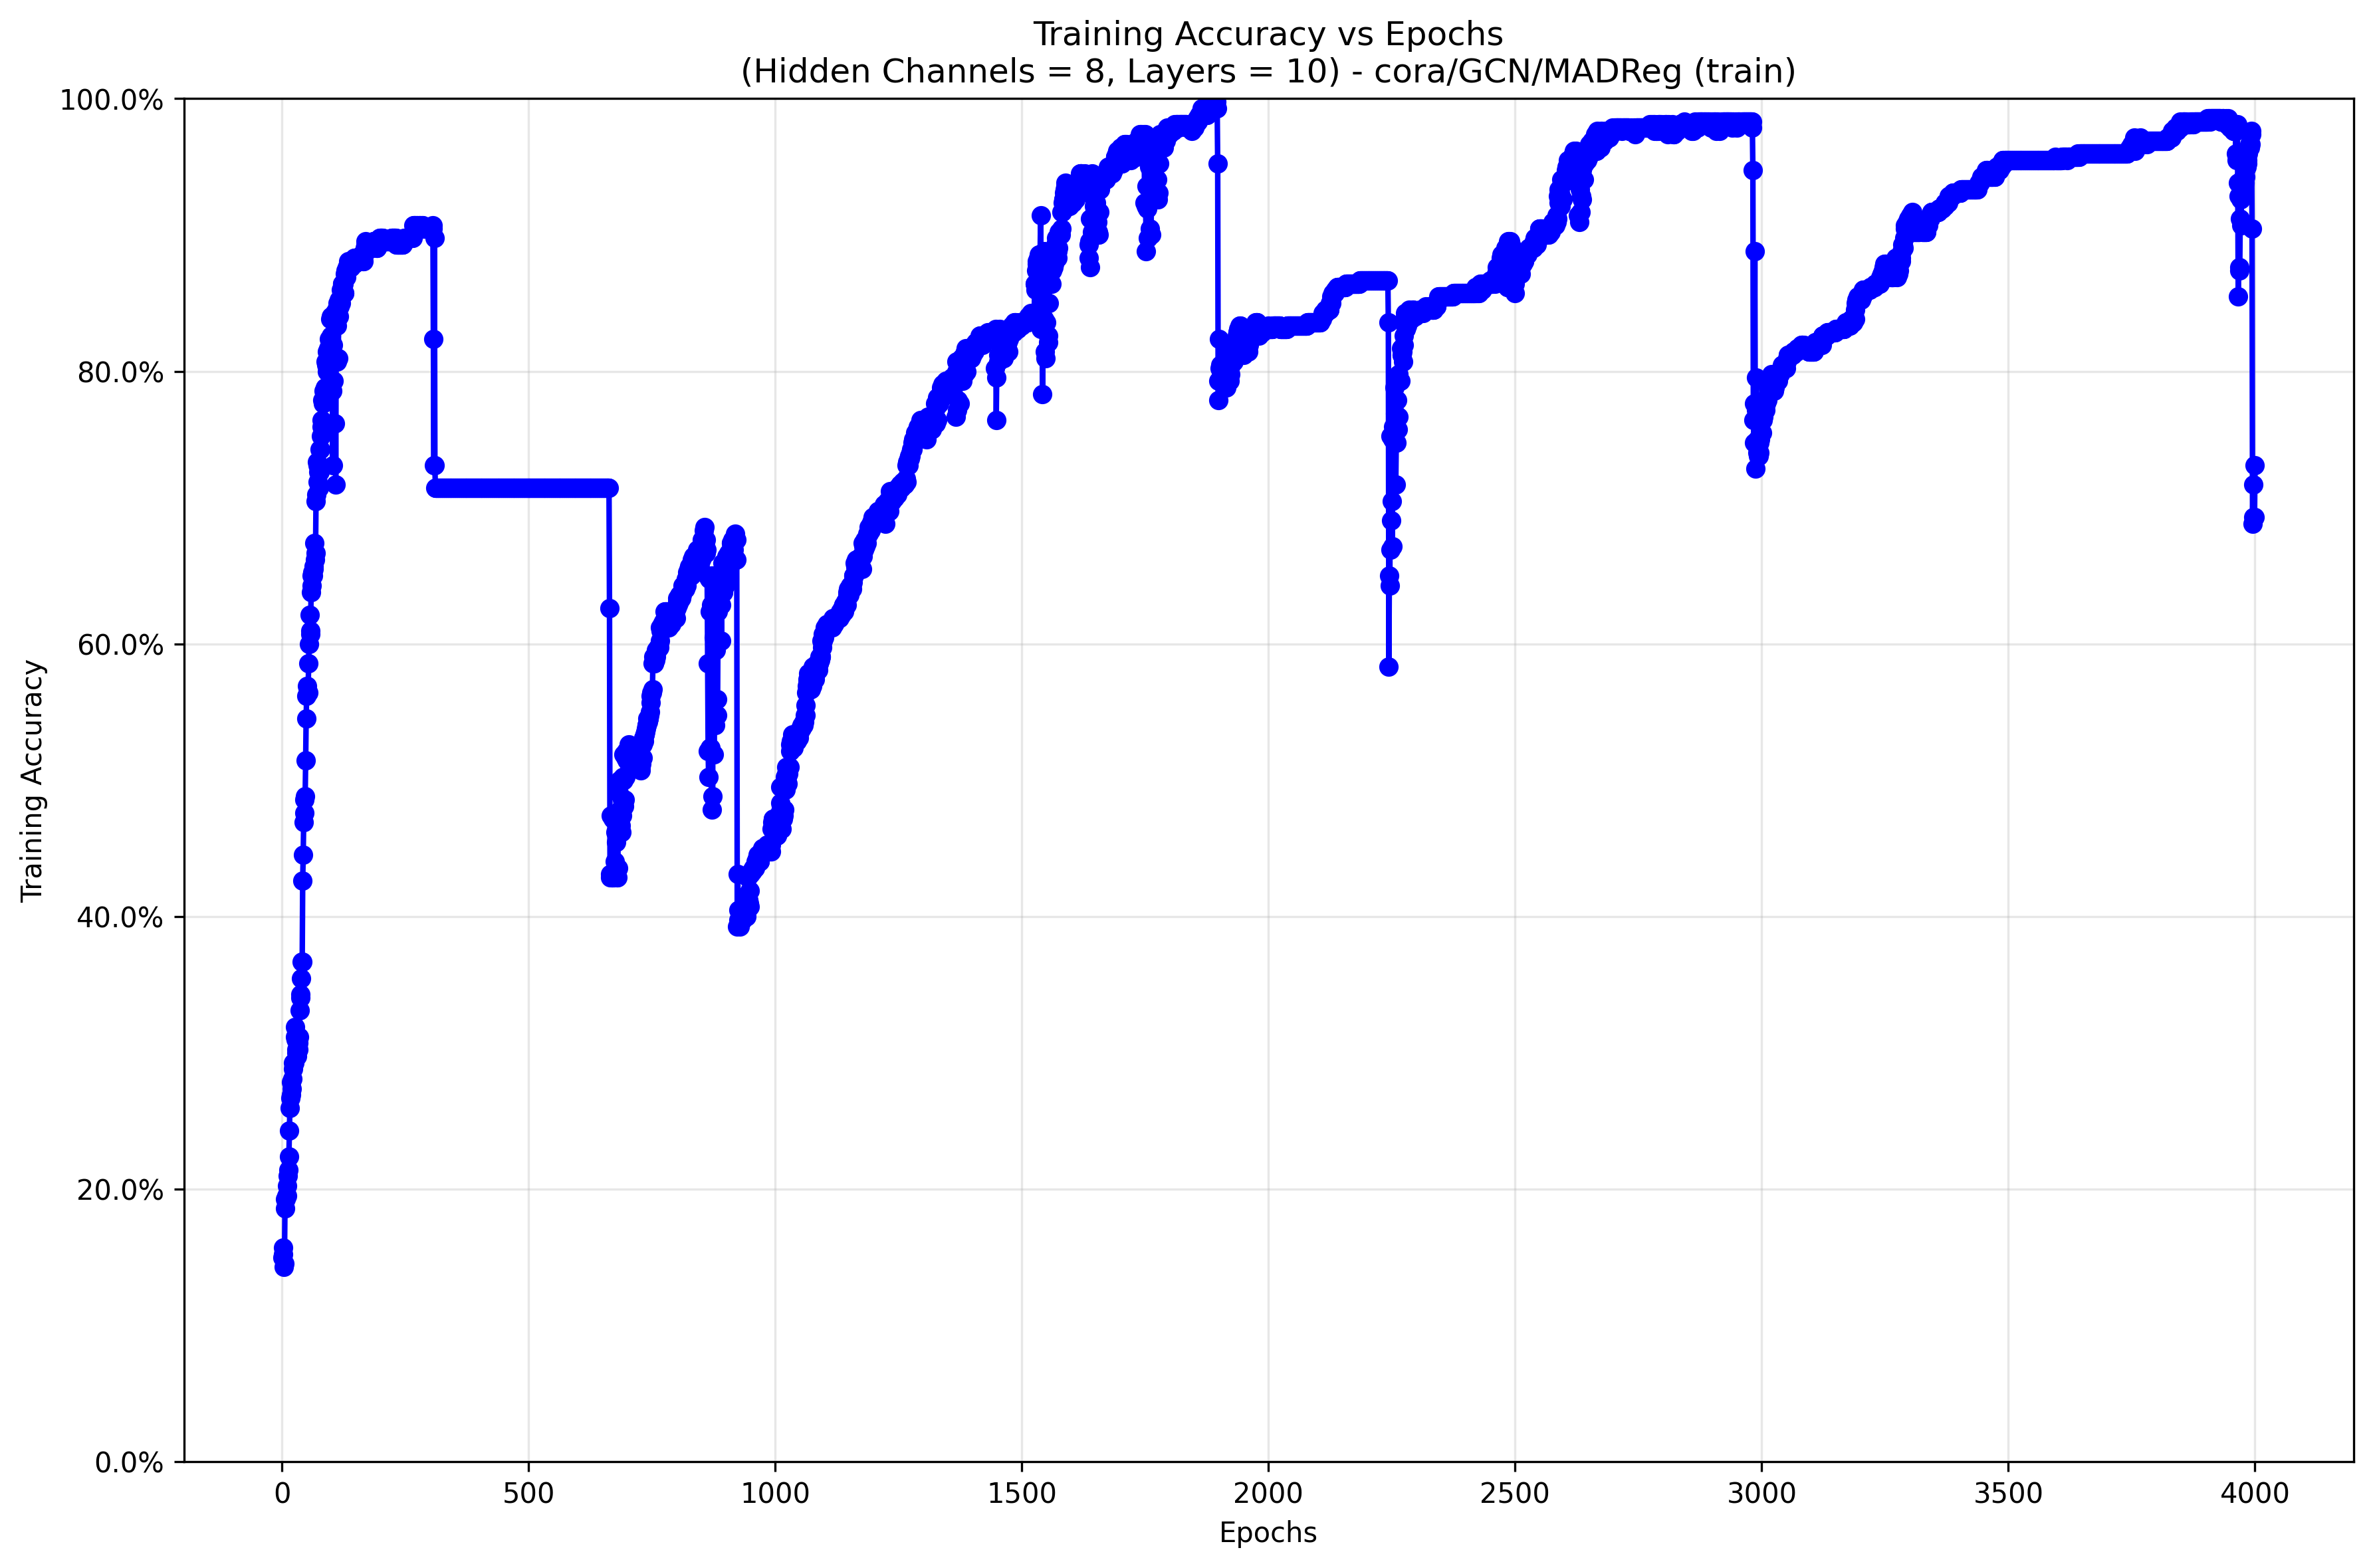 Training Accuracy vs Epochs
(Hidden Channels = 8, Layers = 10) - cora/GCN/MADReg (train)
100.0%
80.0%
60.0%
40.0%
20.0%
0.0%
Training Accuracy
0 500 1000 1500 2000 2500 3000 3500 4000
Epochs